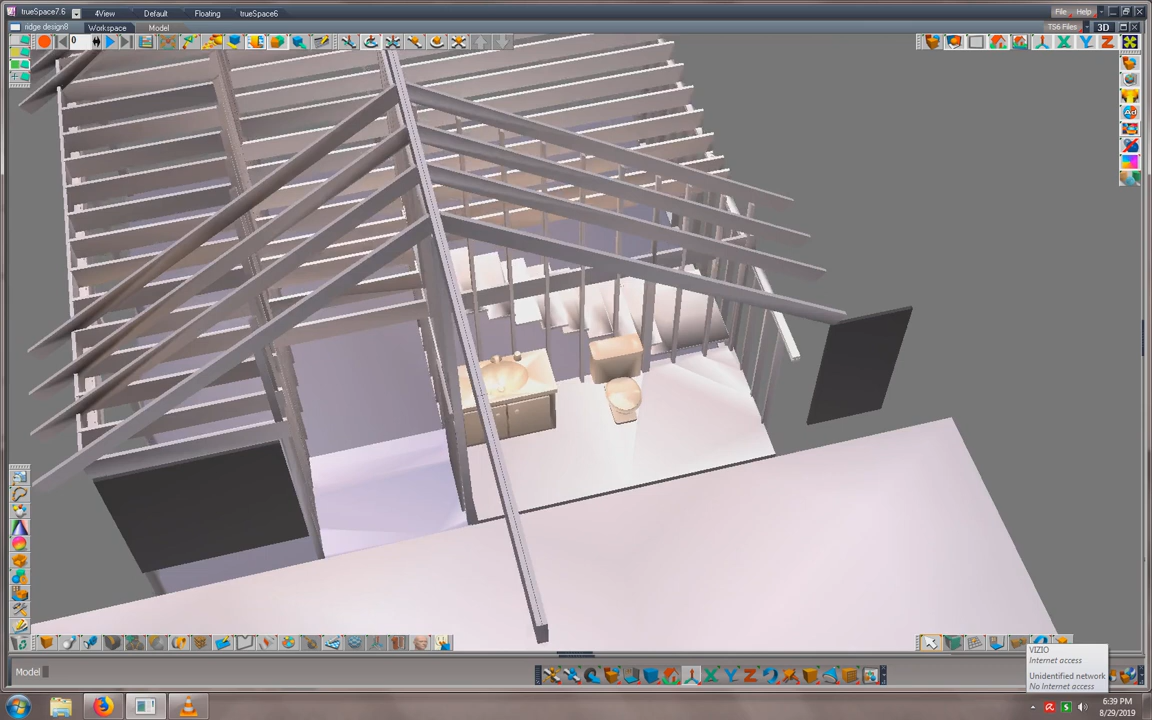 trueSpace7.6
4View
Default
Floating
trueSpace6
File
Help
ridge design8
Workspace
Model
TS6 Files
3D
0
Ad
VIZIO
Internet access
Unidentified network
No Internet access
Model
6:39 PM
8/29/2019